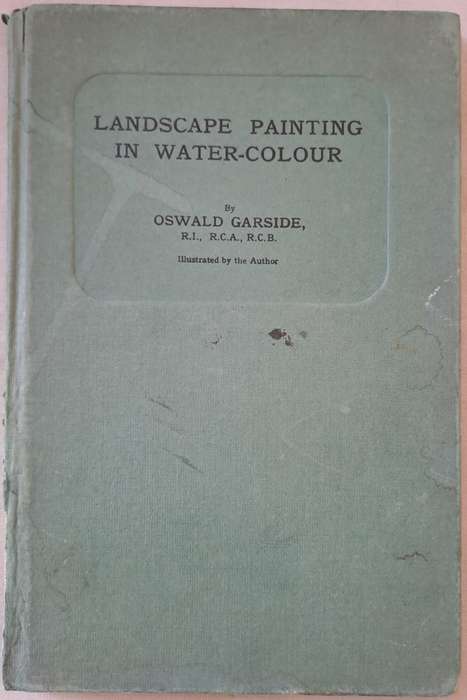 LANDSCAPE PAINTING
IN WATER-COLOUR
By
OSWALD GARSIDE,
R.I., R.C.A., R.C.B.
Illustrated by the Author